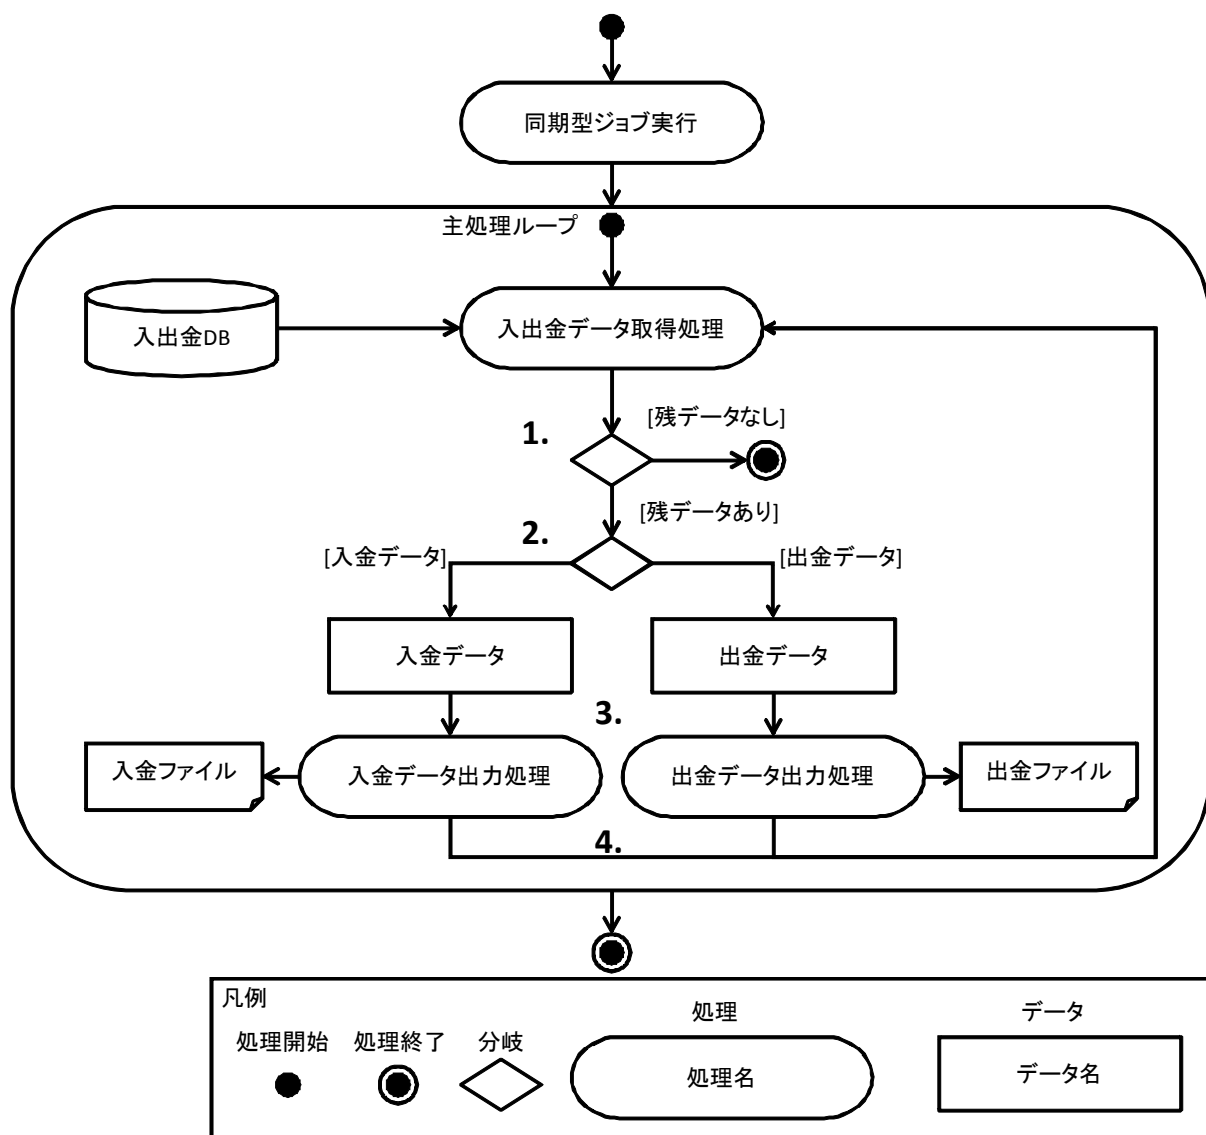 同期型ジョブ実行
主処理ループ
入出金DB
入出金データ取得処理
[残データなし]
1.
[残データあり]
2.
[入金データ]
[出金データ]
入金データ
出金データ
3.
入金ファイル
入金データ出力処理
出金データ出力処理
出金ファイル
4.
凡例
処理
データ
処理開始
処理終了
分岐
処理名
データ名